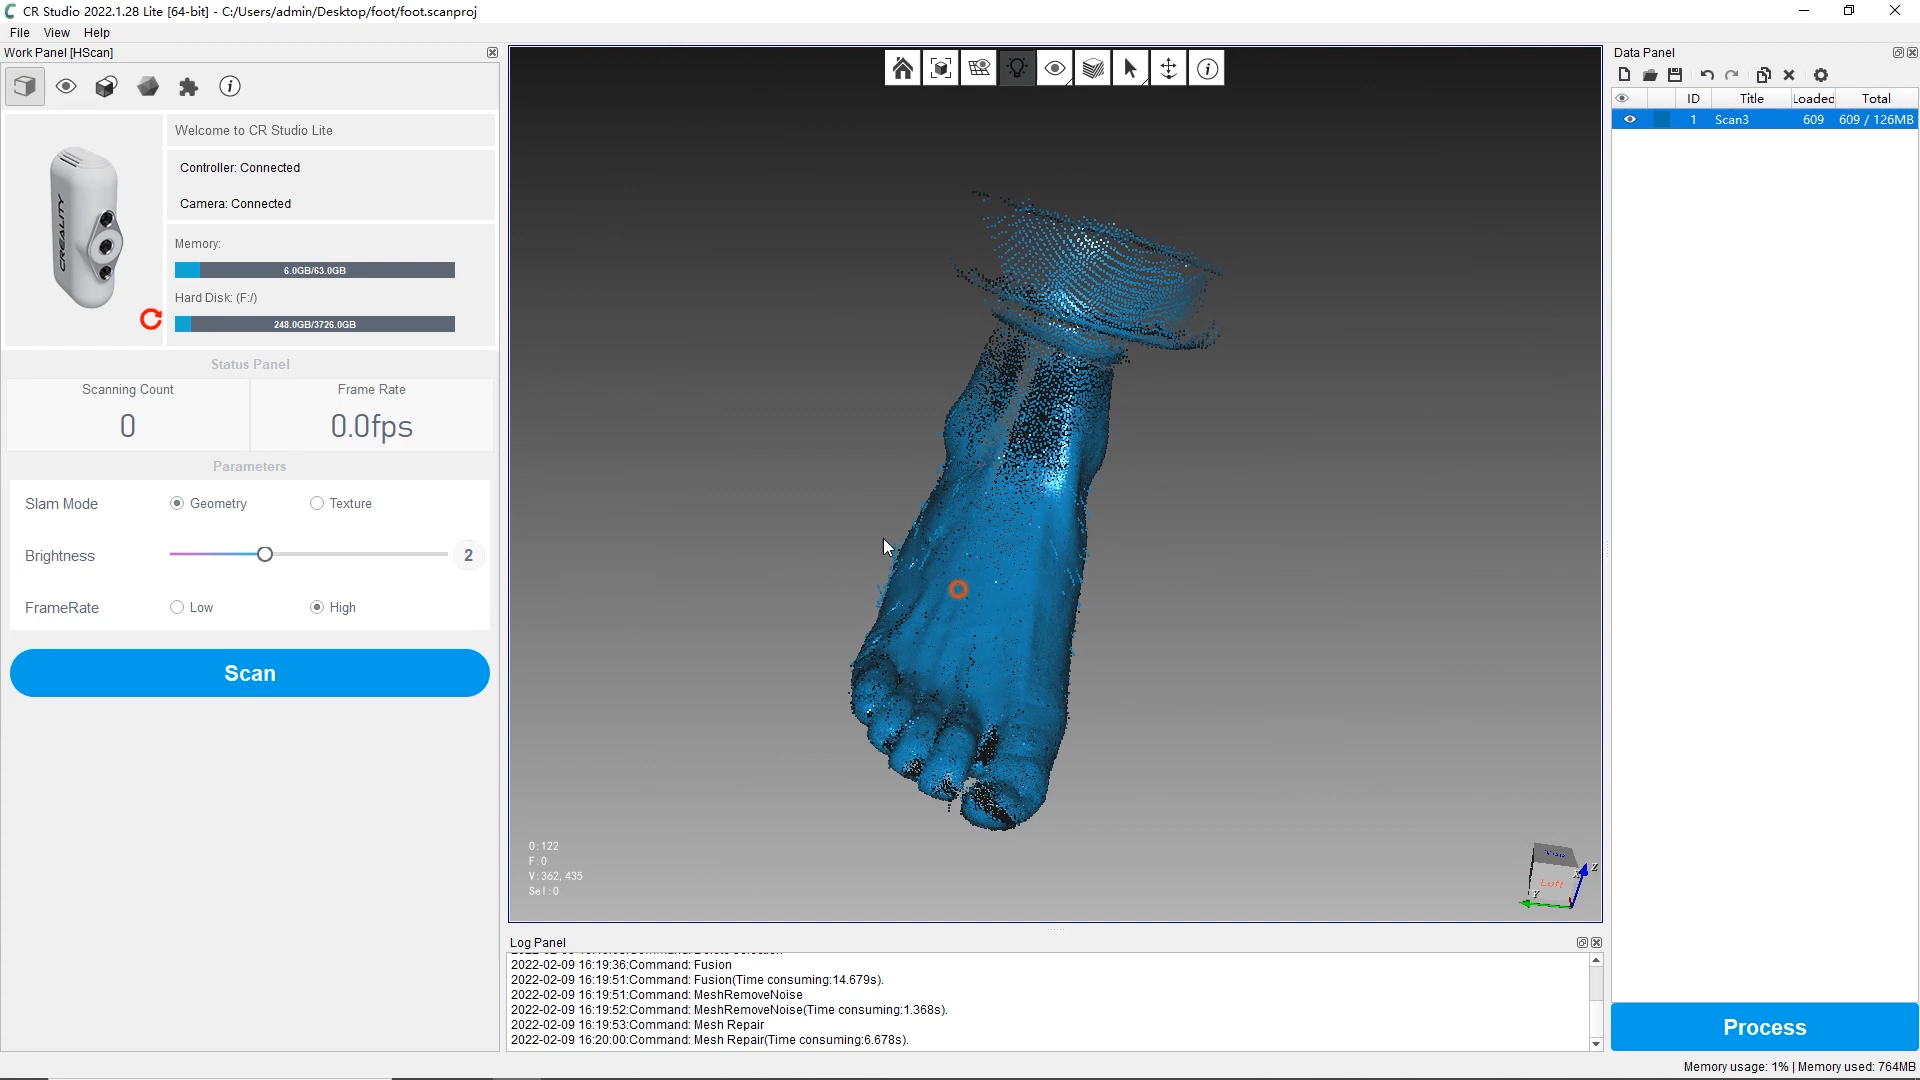 CR Studio 2022.1.28 Lite [64-bit] - C:/Users/admin/Desktop/foot/foot.scanproj
File View Help
Work Panel [HScan]
Data Panel
ID Title Loaded Total
1 Scan3 609 609 / 126MB
CREALITY
Welcome to CR Studio Lite
Controller: Connected
Camera: Connected
Memory:
6.0GB/63.0GB
Hard Disk: (F:/)
248.0GB/3726.0GB
Status Panel
Scanning Count Frame Rate
0 0.0fps
Parameters
Slam Mode Geometry Texture
Brightness 2
FrameRate Low High
Scan
O:122
F:0
V:362,435
Sel:0
Left
Z
X
Y
Log Panel
2022-02-09 16:19:36:Command: Fusion
2022-02-09 16:19:51:Command: Fusion(Time consuming:14.679s).
2022-02-09 16:19:51:Command: MeshRemoveNoise
2022-02-09 16:19:52:Command: MeshRemoveNoise(Time consuming:1.368s).
2022-02-09 16:19:53:Command: Mesh Repair
2022-02-09 16:20:00:Command: Mesh Repair(Time consuming:6.678s).
Process
Memory usage: 1% | Memory used: 764MB